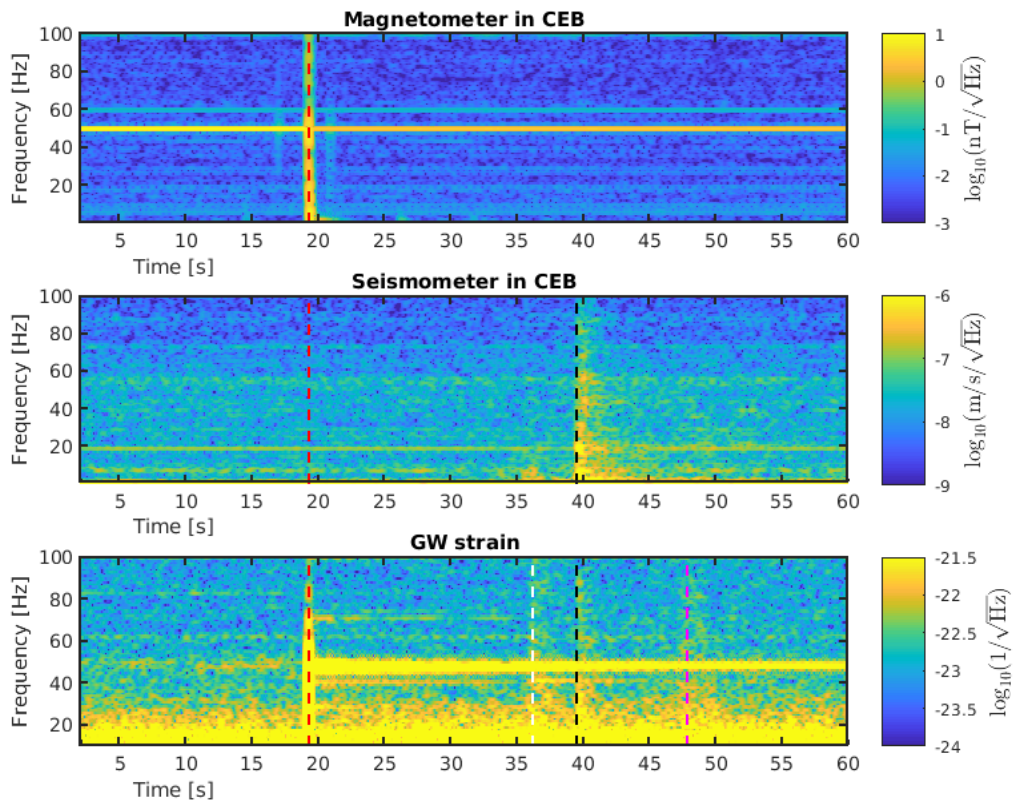 Magnetometer in CEB
Frequency [Hz]
100
80
60
40
20
5 10 15 20 25 30 35 40 45 50 55 60
Time [s]
1
0
-1
-2
-3
log₁₀(nT/√Hz)
Seismometer in CEB
Frequency [Hz]
100
80
60
40
20
5 10 15 20 25 30 35 40 45 50 55 60
Time [s]
-6
-7
-8
-9
log₁₀(m/s/√Hz)
GW strain
Frequency [Hz]
100
80
60
40
20
5 10 15 20 25 30 35 40 45 50 55 60
Time [s]
-21.5
-22
-22.5
-23
-23.5
-24
log₁₀(1/√Hz)